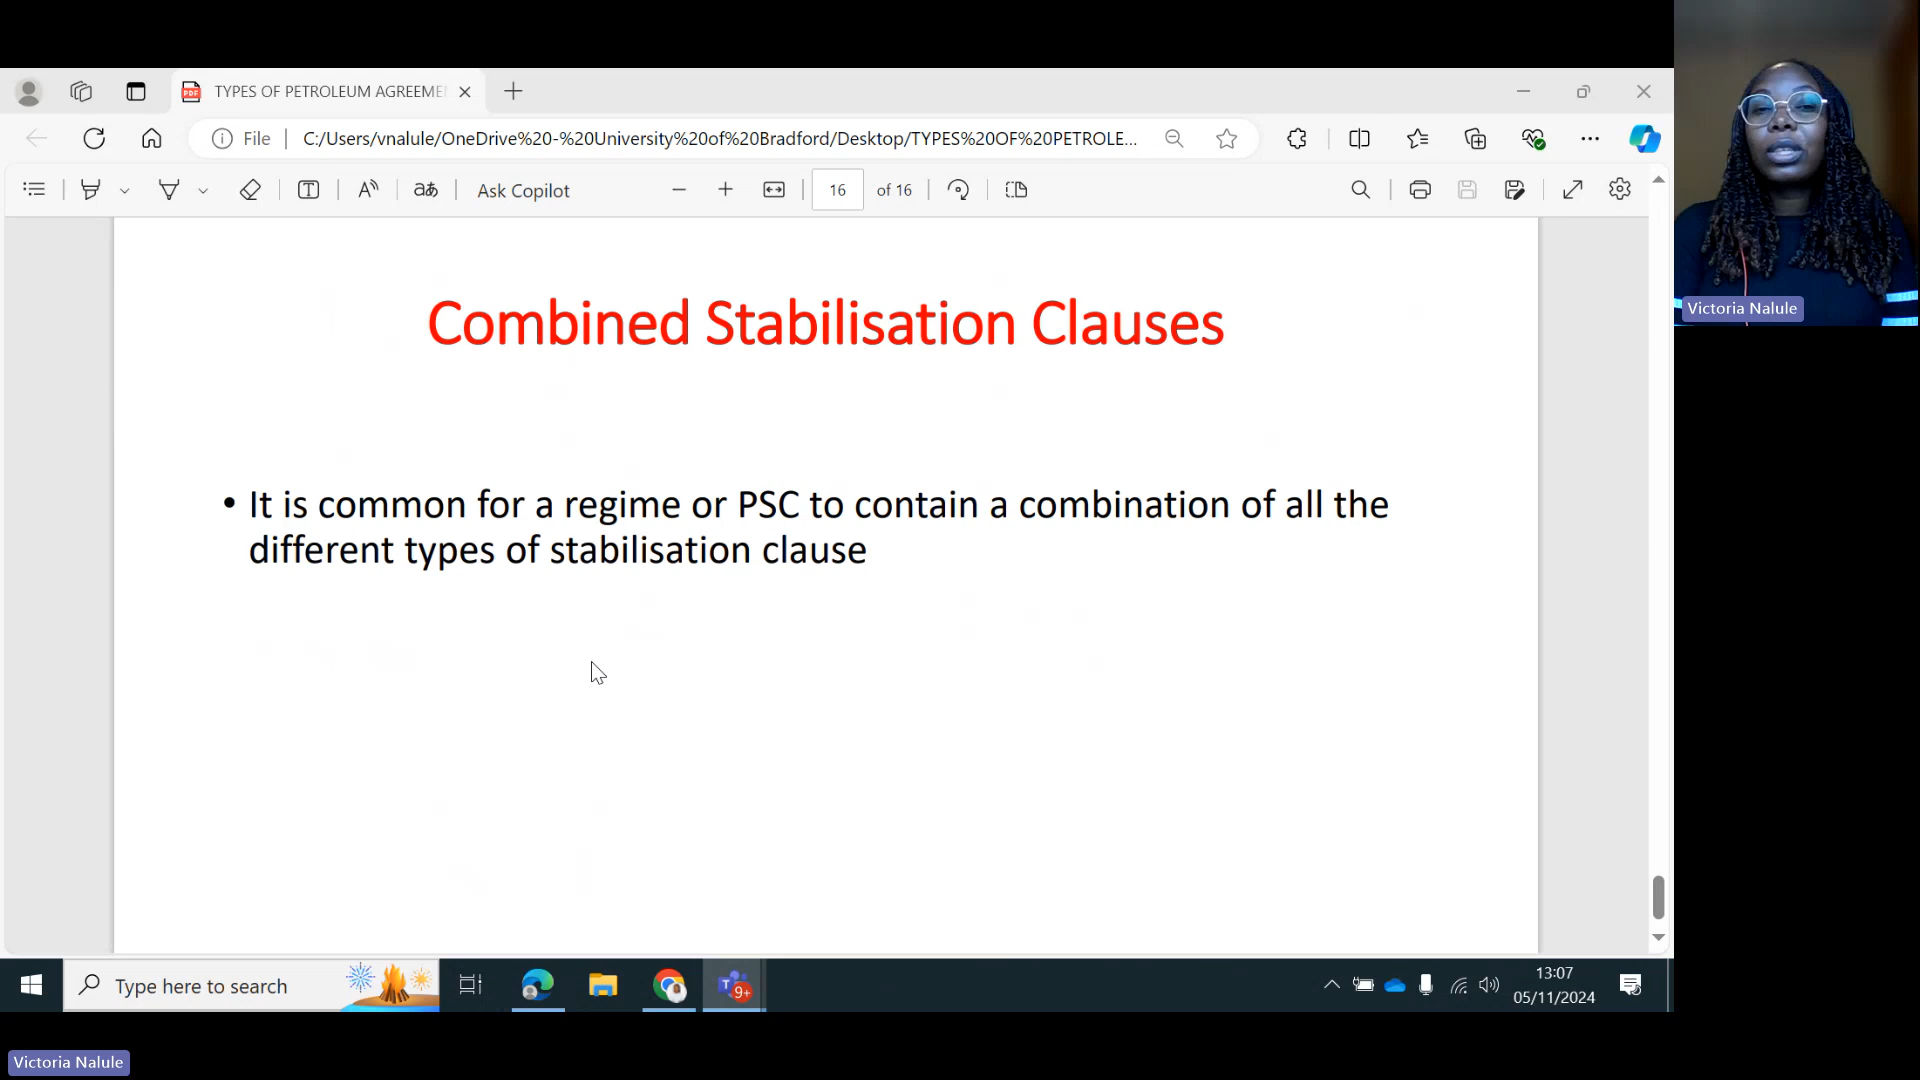 TYPES OF PETROLEUM AGREEME
File
C:/Users/vnalule/OneDrive%20-%20University%20of%20Bradford/Desktop/TYPES%20OF%20PETROLE...
Ask Copilot
16
of 16
Combined Stabilisation Clauses
• It is common for a regime or PSC to contain a combination of all the
different types of stabilisation clause
Victoria Nalule
Type here to search
9+
13:07
05/11/2024
Victoria Nalule